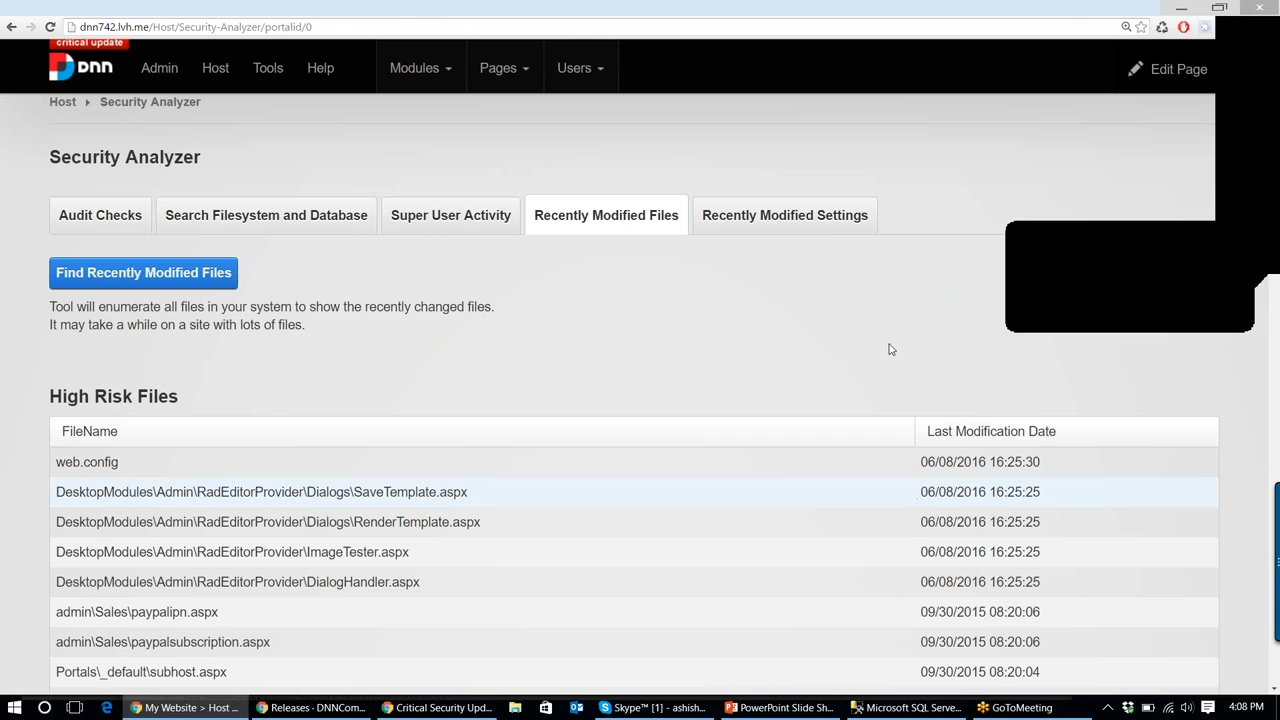 dnn742.lvh.me/Host/Security-Analyzer/portalid/0
critical update
DNN Admin Host Tools Help Modules Pages Users Edit Page
Host Security Analyzer
Security Analyzer
Audit Checks Search Filesystem and Database Super User Activity Recently Modified Files Recently Modified Settings
Find Recently Modified Files
Tool will enumerate all files in your system to show the recently changed files.
It may take a while on a site with lots of files.
High Risk Files
FileName Last Modification Date
web.config 06/08/2016 16:25:30
DesktopModules\Admin\RadEditorProvider\Dialogs\SaveTemplate.aspx 06/08/2016 16:25:25
DesktopModules\Admin\RadEditorProvider\Dialogs\RenderTemplate.aspx 06/08/2016 16:25:25
DesktopModules\Admin\RadEditorProvider\ImageTester.aspx 06/08/2016 16:25:25
DesktopModules\Admin\RadEditorProvider\DialogHandler.aspx 06/08/2016 16:25:25
admin\Sales\paypalipn.aspx 09/30/2015 08:20:06
admin\Sales\paypalsubscription.aspx 09/30/2015 08:20:06
Portals\_default\subhost.aspx 09/30/2015 08:20:04
My Website > Host ... Releases - DNNCom... Critical Security Upd... Skype™ [1] - ashish... PowerPoint Slide Sh... Microsoft SQL Serve... GoToMeeting 4:08 PM